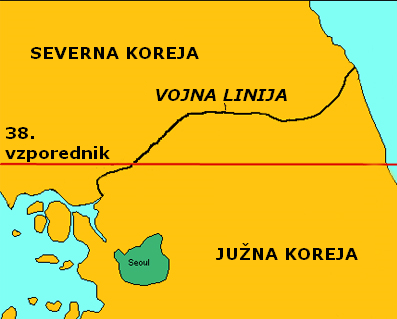 SEVERNA KOREJA
VOJNA LINIJA
38.
vzporednik
JUŽNA KOREJA
Seoul